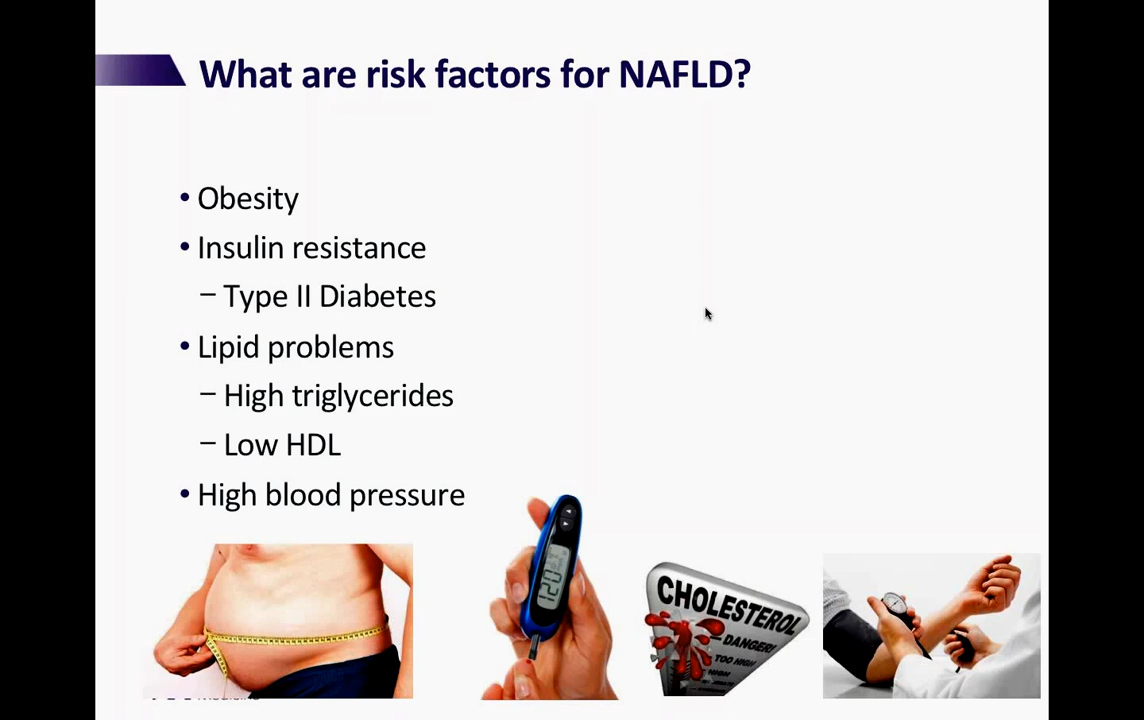 What are risk factors for NAFLD?
• Obesity
• Insulin resistance
– Type II Diabetes
• Lipid problems
– High triglycerides
– Low HDL
• High blood pressure
120
CHOLESTEROL
DANGER!
TOO HIGH
HIGH